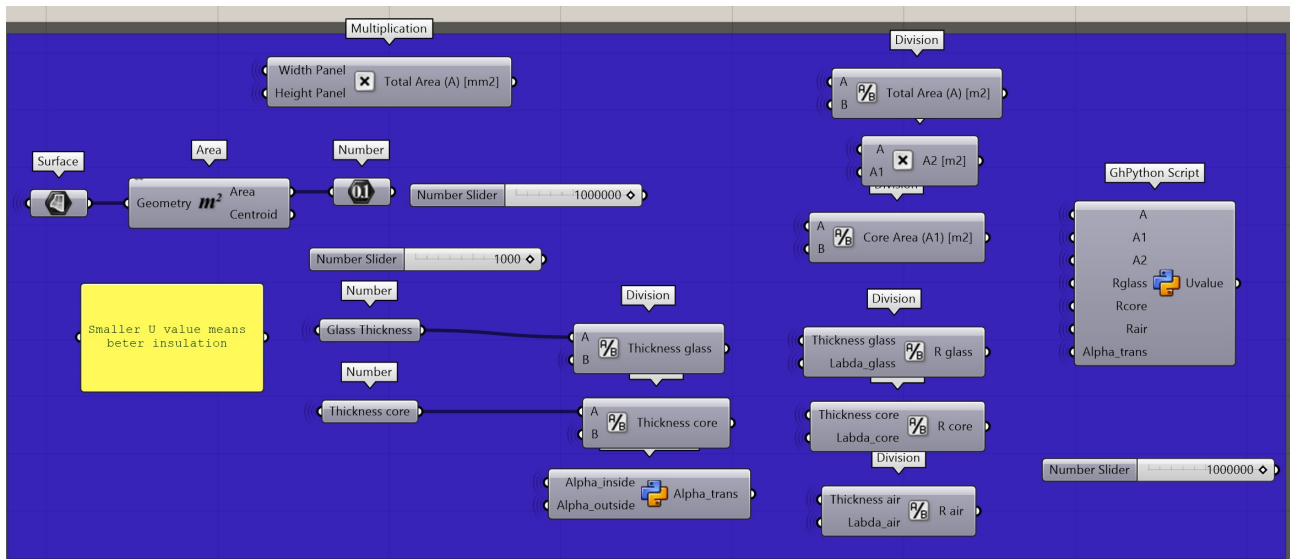 Multiplication
Width Panel
Height Panel
Total Area (A) [mm2]
Division
A
B
A/B
Total Area (A) [m2]
A
A1
A2 [m2]
Division
A
B
A/B
Core Area (A1) [m2]
Surface
Area
Geometry
m²
Area
Centroid
Number
0.1
Number Slider
1000000
Number Slider
1000
GhPython Script
A
A1
A2
Rglass
Rcore
Rair
Alpha_trans
Uvalue
Smaller U value means
beter insulation
Number
Glass Thickness
Number
Thickness core
Division
A
B
A/B
Thickness glass
A
B
A/B
Thickness core
Alpha_inside
Alpha_outside
Alpha_trans
Division
Thickness glass
Labda_glass
A/B
R glass
Thickness core
Labda_core
A/B
R core
Division
Thickness air
Labda_air
A/B
R air
Number Slider
1000000